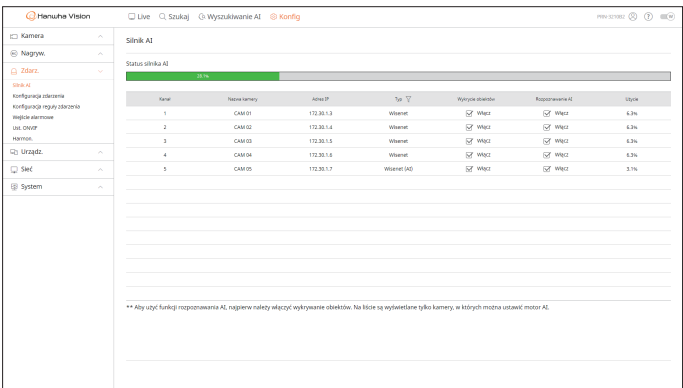 Hanwha Vision
Live Szukaj Wyszukiwanie AI Konfig
Kamera
Nagryw.
Zdarz.
Silnik AI
Konfiguracja zdarzenia
Konfiguracja reguły zdarzenia
Wejście alarmowe
Ust. ONVIF
Harmon.
Urządz.
Sieć
System
Silnik AI
Status silnika AI
Kanał Nazwa kamery Adres IP Typ Wykrycie obiektów Rozpoznawanie AI Użycie
1 CAM 01 172.30.1.3 Wisenet Włącz Włącz 6.3%
2 CAM 02 172.30.1.4 Wisenet Włącz Włącz 6.3%
3 CAM 03 172.30.1.5 Wisenet Włącz Włącz 6.3%
4 CAM 04 172.30.1.6 Wisenet Włącz Włącz 6.3%
5 CAM 05 172.30.1.7 Wisenet (AI) Włącz Włącz 3.1%
** Aby użyć funkcji rozpoznawania AI, najpierw należy włączyć wykrywanie obiektów. Na liście są wyświetlane tylko kamery, w których można ustawić motor AI.